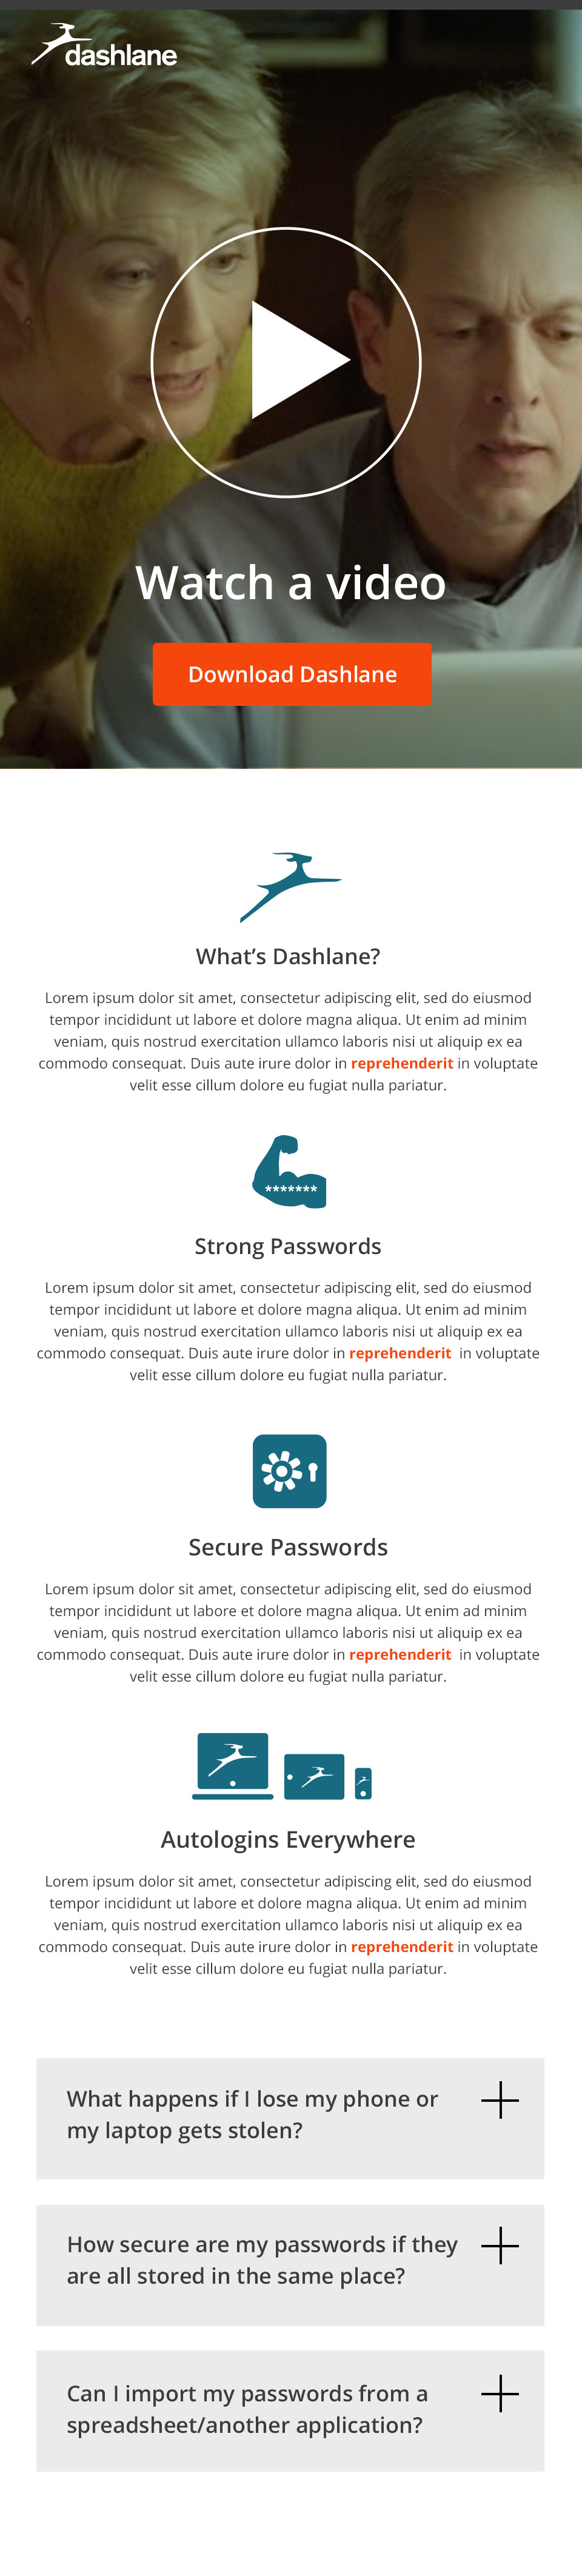 dashlane
Watch a video
Download Dashlane
What’s Dashlane?
Lorem ipsum dolor sit amet, consectetur adipiscing elit, sed do eiusmod
tempor incididunt ut labore et dolore magna aliqua. Ut enim ad minim
veniam, quis nostrud exercitation ullamco laboris nisi ut aliquip ex ea
commodo consequat. Duis aute irure dolor in reprehenderit in voluptate
velit esse cillum dolore eu fugiat nulla pariatur.
*******
Strong Passwords
Lorem ipsum dolor sit amet, consectetur adipiscing elit, sed do eiusmod
tempor incididunt ut labore et dolore magna aliqua. Ut enim ad minim
veniam, quis nostrud exercitation ullamco laboris nisi ut aliquip ex ea
commodo consequat. Duis aute irure dolor in reprehenderit in voluptate
velit esse cillum dolore eu fugiat nulla pariatur.
Secure Passwords
Lorem ipsum dolor sit amet, consectetur adipiscing elit, sed do eiusmod
tempor incididunt ut labore et dolore magna aliqua. Ut enim ad minim
veniam, quis nostrud exercitation ullamco laboris nisi ut aliquip ex ea
commodo consequat. Duis aute irure dolor in reprehenderit in voluptate
velit esse cillum dolore eu fugiat nulla pariatur.
Autologins Everywhere
Lorem ipsum dolor sit amet, consectetur adipiscing elit, sed do eiusmod
tempor incididunt ut labore et dolore magna aliqua. Ut enim ad minim
veniam, quis nostrud exercitation ullamco laboris nisi ut aliquip ex ea
commodo consequat. Duis aute irure dolor in reprehenderit in voluptate
velit esse cillum dolore eu fugiat nulla pariatur.
What happens if I lose my phone or
my laptop gets stolen?
How secure are my passwords if they
are all stored in the same place?
Can I import my passwords from a
spreadsheet/another application?